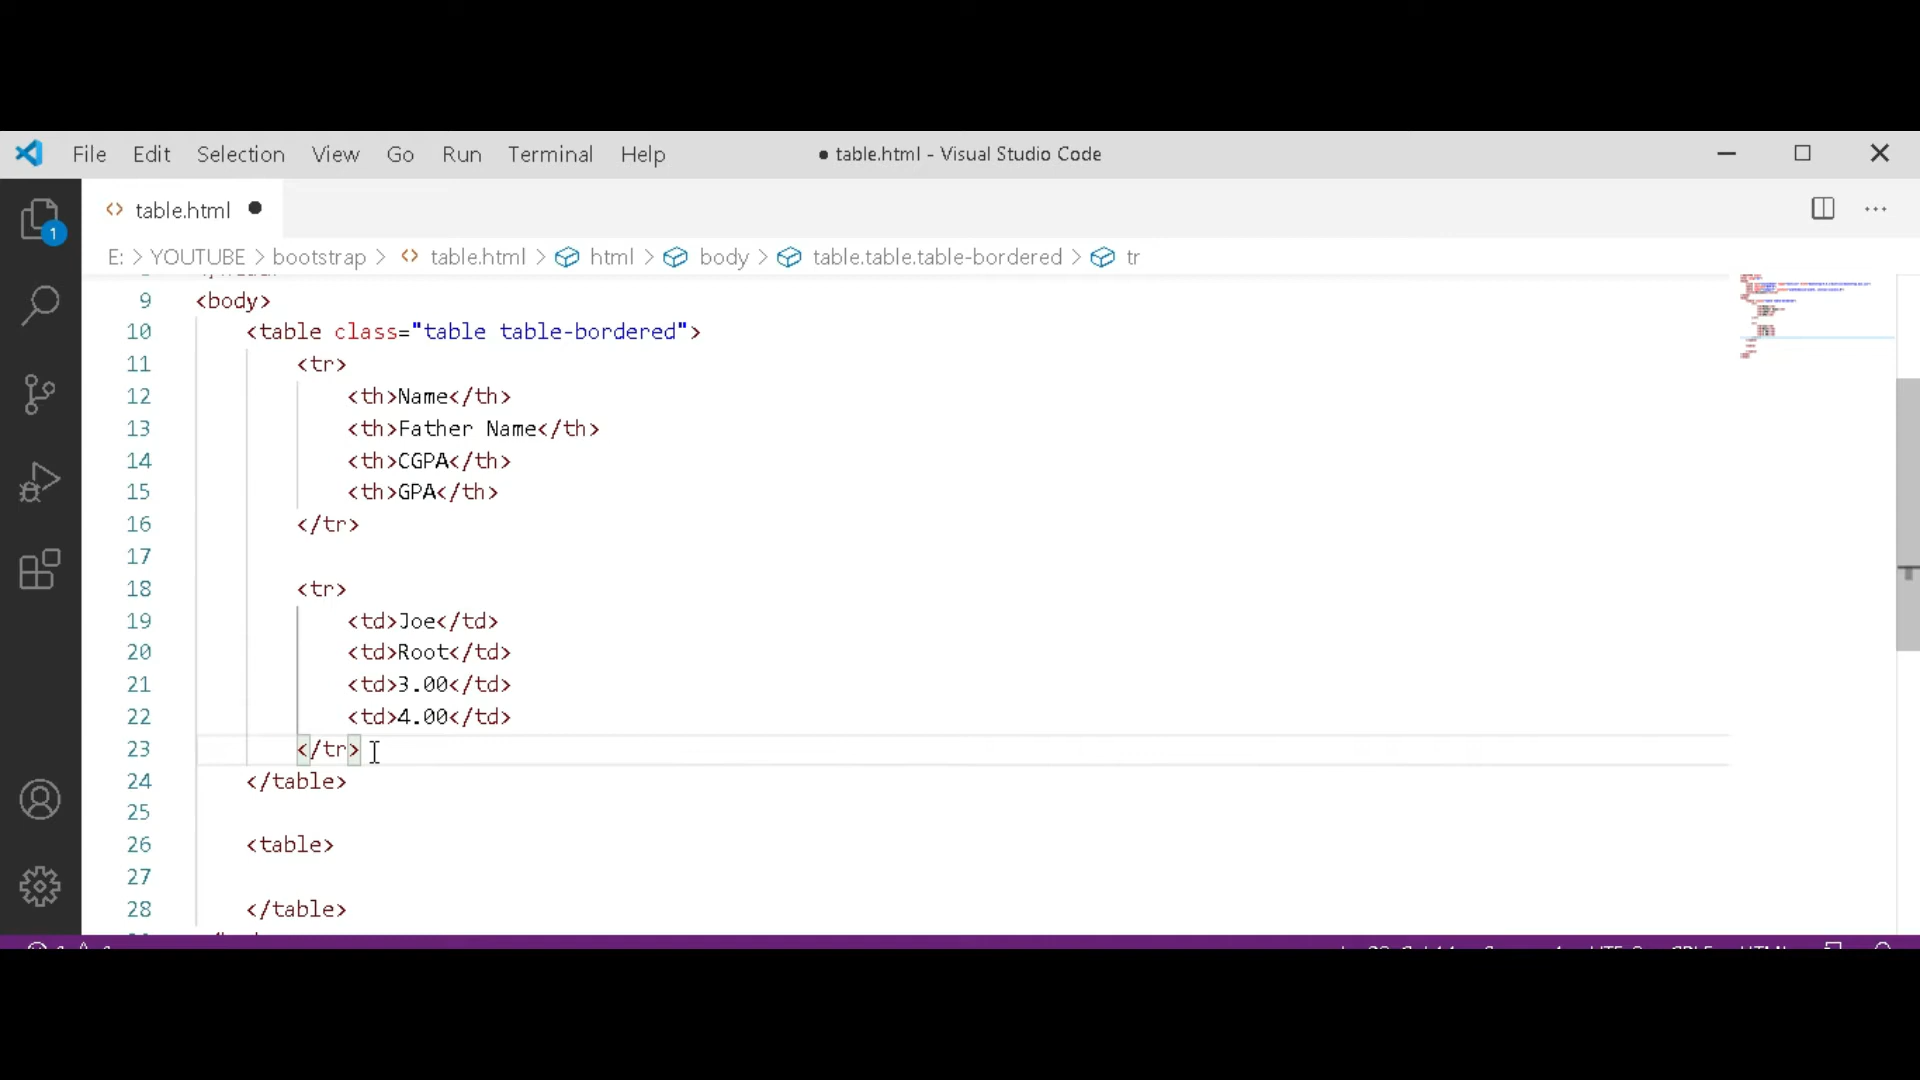 File Edit Selection View Go Run Terminal Help ● table.html - Visual Studio Code
table.html ●
1
E: > YOUTUBE > bootstrap > table.html > html > body > table.table.table-bordered > tr
9 <body>
10 <table class="table table-bordered">
11 <tr>
12 <th>Name</th>
13 <th>Father Name</th>
14 <th>CGPA</th>
15 <th>GPA</th>
16 </tr>
17
18 <tr>
19 <td>Joe</td>
20 <td>Root</td>
21 <td>3.00</td>
22 <td>4.00</td>
23 </tr>
24 </table>
25
26 <table>
27
28 </table>